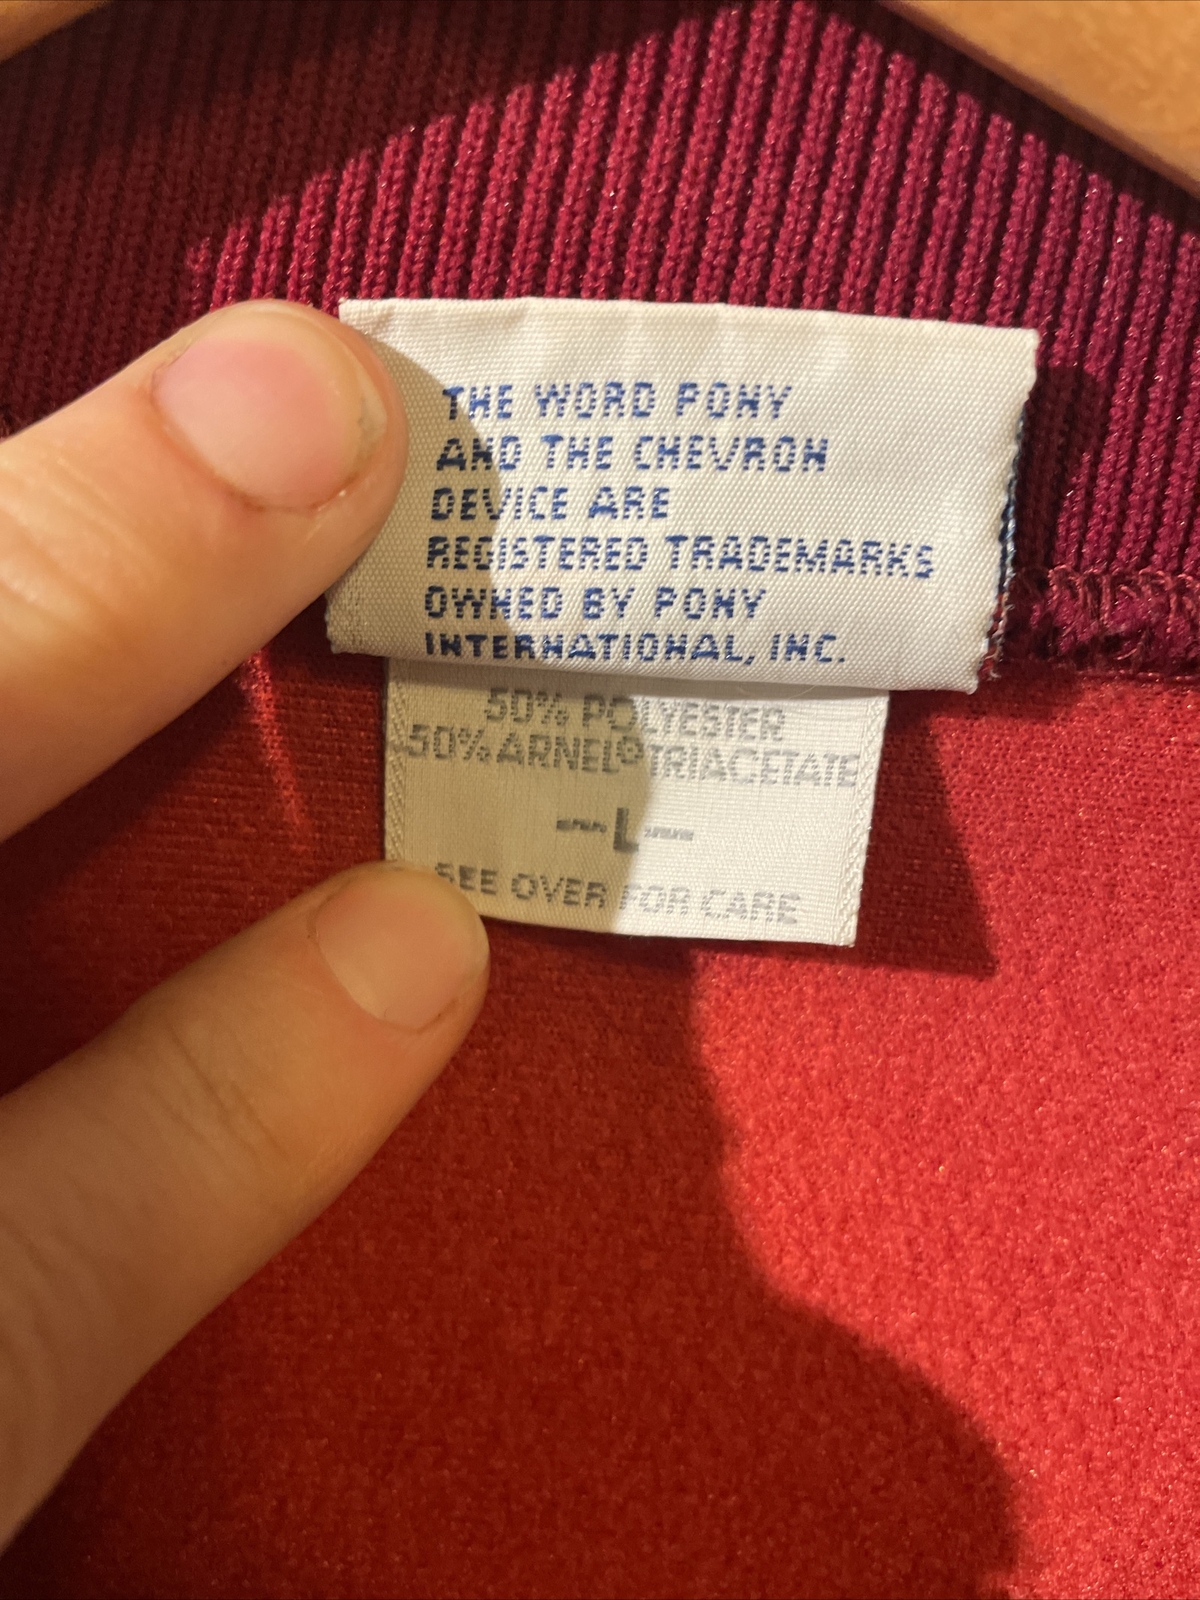 THE WORD PONY
AND THE CHEVRON
DEVICE ARE
REGISTERED TRADEMARKS
OWNED BY PONY
INTERNATIONAL, INC.
50% POLYESTER
50% ARNEL® TRIACETATE
—L—
SEE OVER FOR CARE